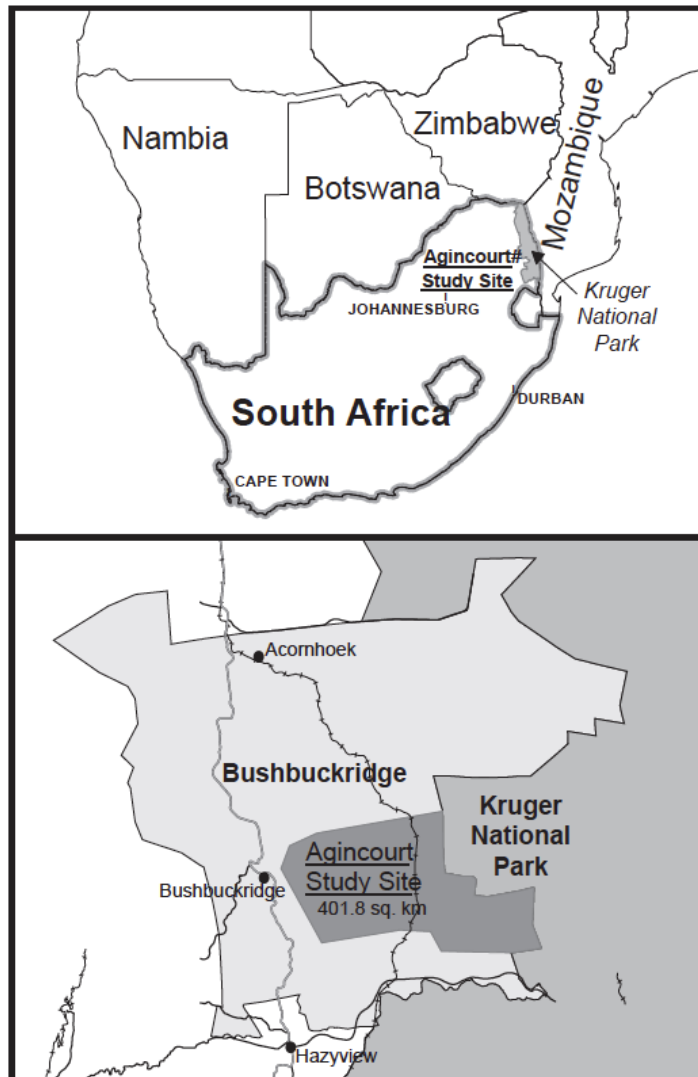 Nambia
Zimbabwe
Botswana
Mozambique
Agincourt#
Study Site
JOHANNESBURG
Kruger
National
Park
South Africa
DURBAN
CAPE TOWN
Acornhoek
Bushbuckridge
Kruger
National
Park
Agincourt
Study Site
401.8 sq. km
Bushbuckridge
Hazyview